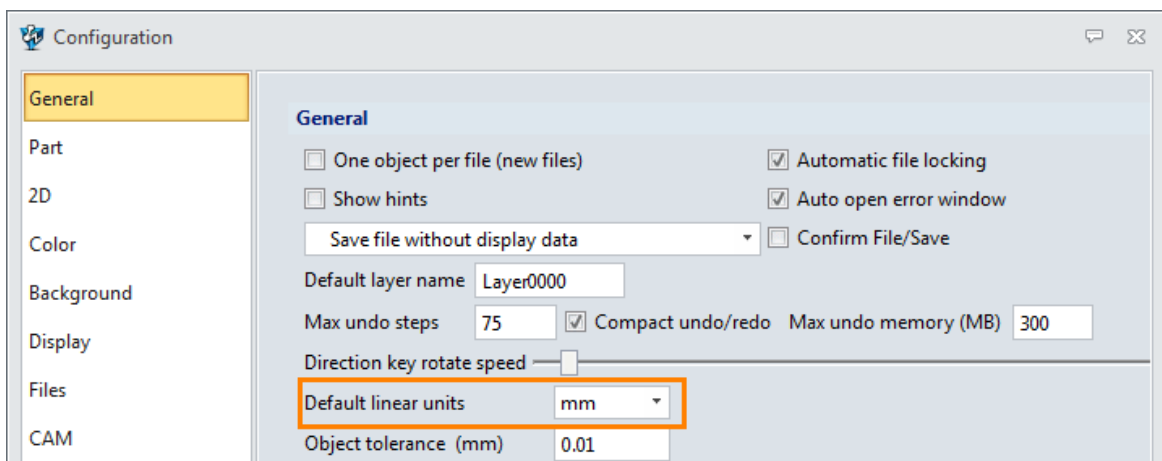 Configuration
General
Part
2D
Color
Background
Display
Files
CAM
General
One object per file (new files)
Automatic file locking
Show hints
Auto open error window
Save file without display data
Confirm File/Save
Default layer name Layer0000
Max undo steps 75 Compact undo/redo Max undo memory (MB) 300
Direction key rotate speed
Default linear units mm
Object tolerance (mm) 0.01